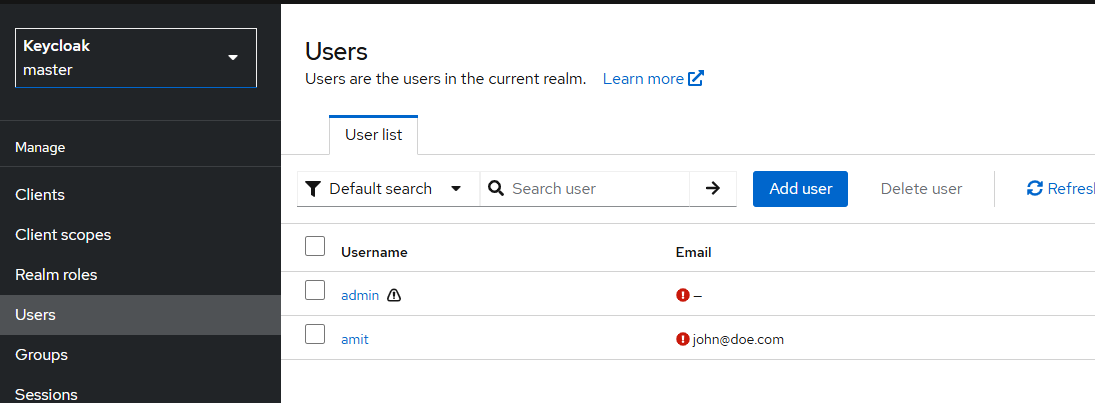 Keycloak
master
Manage
Clients
Client scopes
Realm roles
Users
Groups
Sessions
Users
Users are the users in the current realm. Learn more
User list
Default search Search user Add user Delete user Refresh
Username Email
admin –
amit john@doe.com